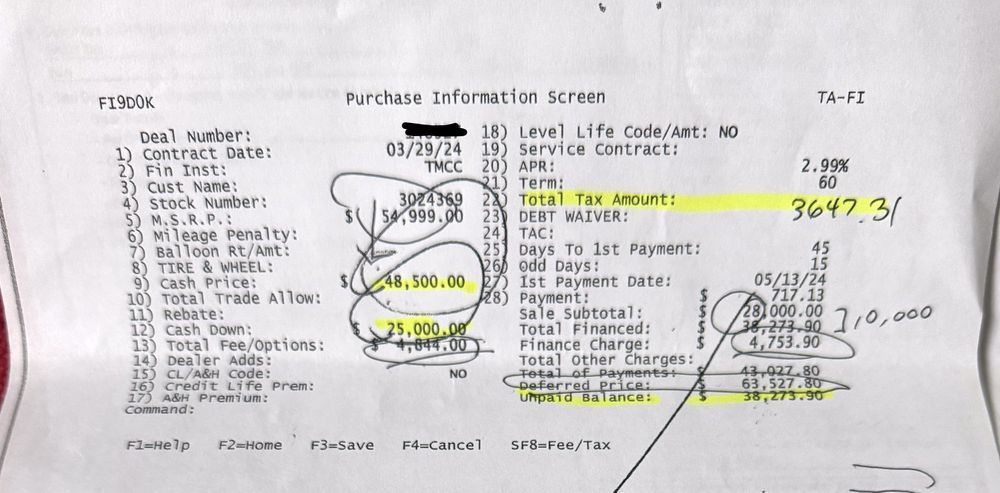 FI9DOK Purchase Information Screen TA-FI
Deal Number: 18) Level Life Code/Amt: NO
1) Contract Date: 03/29/24 19) Service Contract:
2) Fin Inst: TMCC 20) APR: 2.99%
3) Cust Name: 21) Term: 60
4) Stock Number: 3024369 22) Total Tax Amount: 3647.31
5) M.S.R.P.: $ 54,999.00 23) DEBT WAIVER:
6) Mileage Penalty: 24) TAC:
7) Balloon Rt/Amt: 25) Days To 1st Payment: 45
8) TIRE & WHEEL: 26) Odd Days: 15
9) Cash Price: $ 48,500.00 27) 1st Payment Date: 05/13/24
10) Total Trade Allow: 28) Payment: $ 717.13
11) Rebate: Sale Subtotal: $ 28,000.00
12) Cash Down: $ 25,000.00 Total Financed: $ 38,273.90 ] 10,000
13) Total Fee/Options: $ 4,844.00 Finance Charge: $ 4,753.90
14) Dealer Adds: Total Other Charges:
15) CL/A&H Code: NO Total of Payments: $ 43,027.80
16) Credit Life Prem: Deferred Price: $ 63,527.80
17) A&H Premium: Unpaid Balance: $ 38,273.90
Command:
F1=Help F2=Home F3=Save F4=Cancel SF8=Fee/Tax